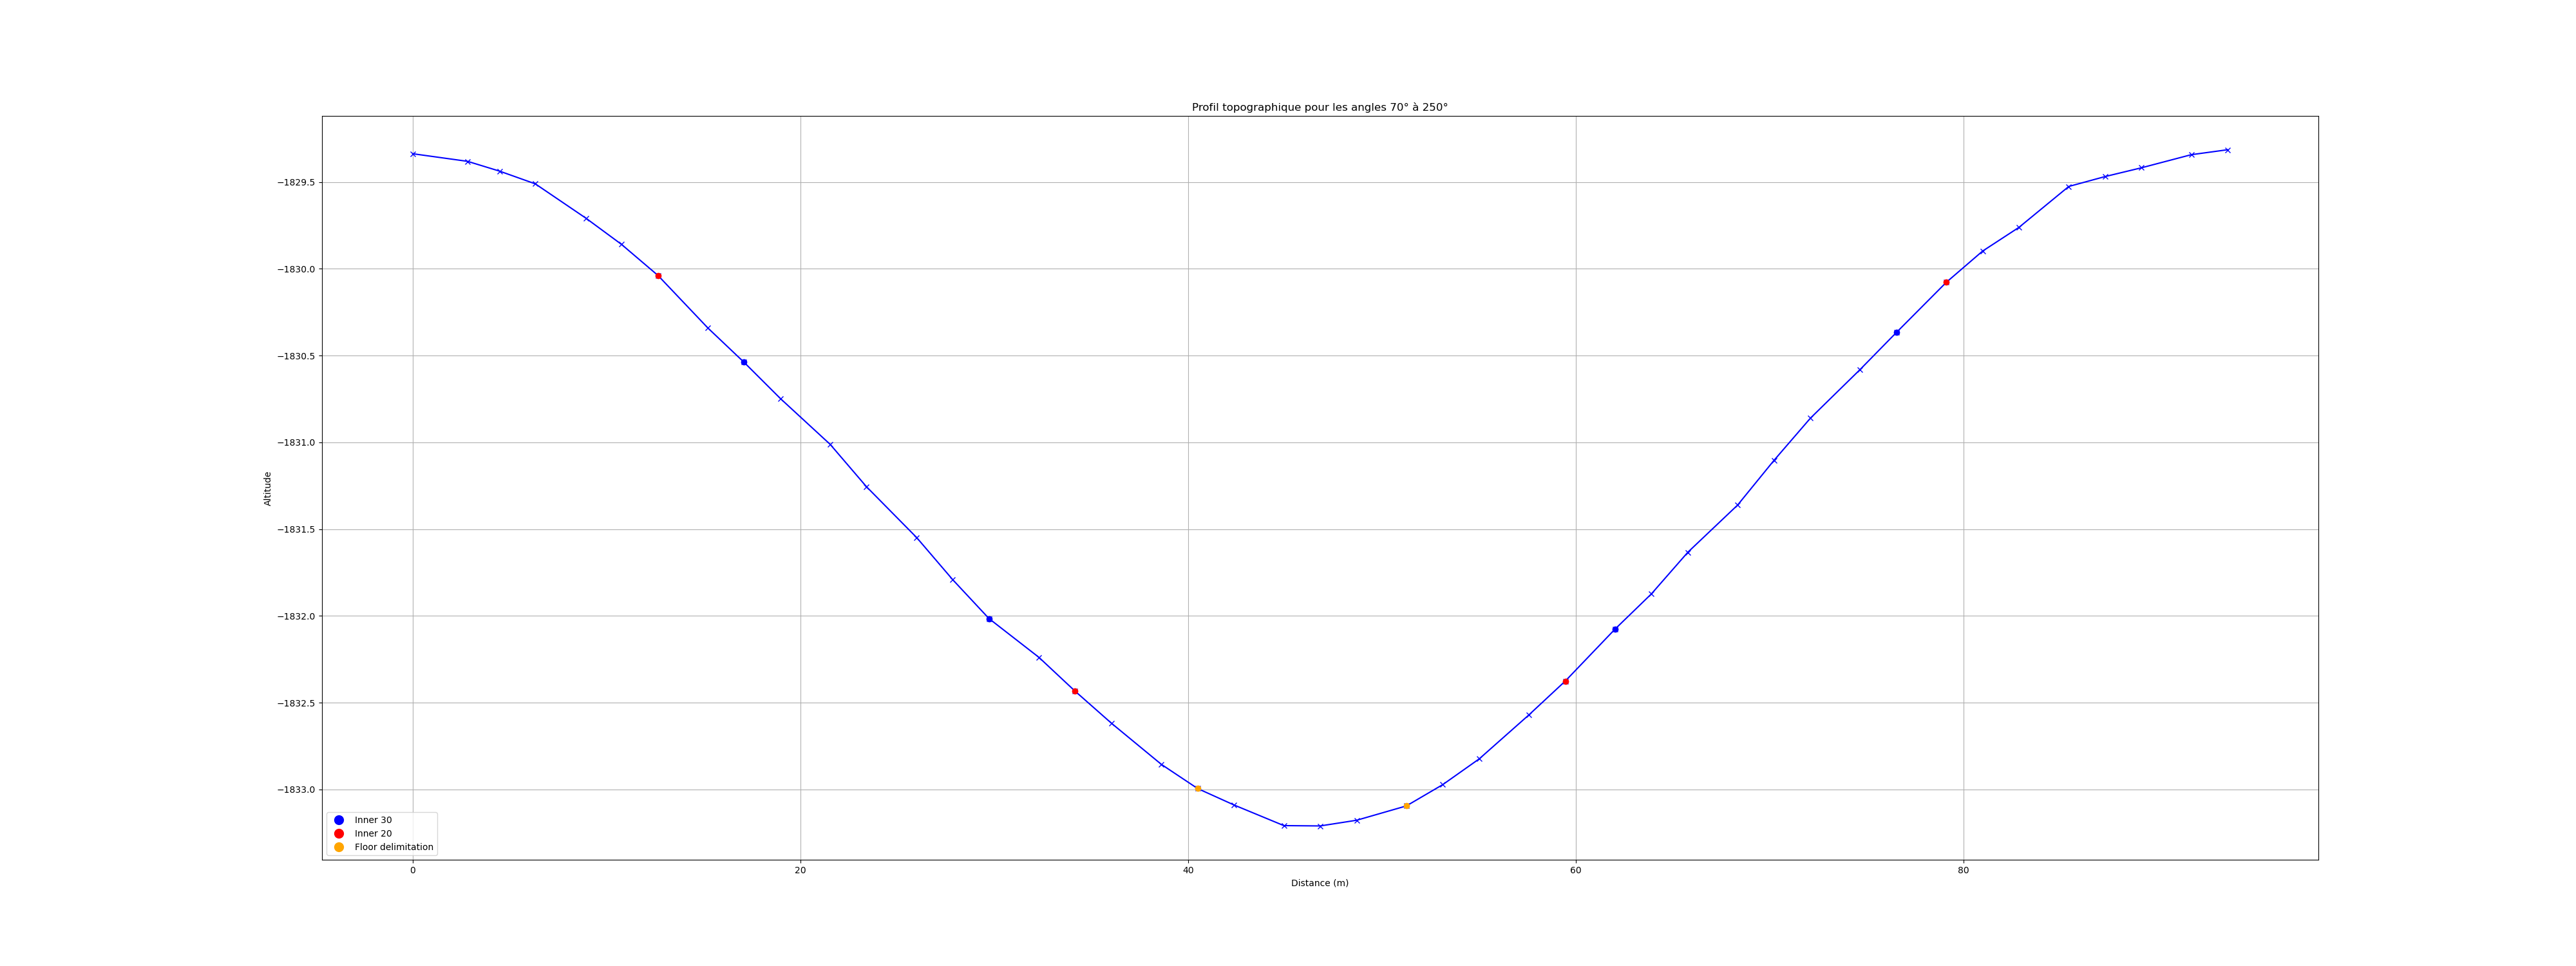 Profil topographique pour les angles 70° à 250°
Altitude
−1829.5
−1830.0
−1830.5
−1831.0
−1831.5
−1832.0
−1832.5
−1833.0
Inner 30
Inner 20
Floor delimitation
0 20 40 60 80
Distance (m)